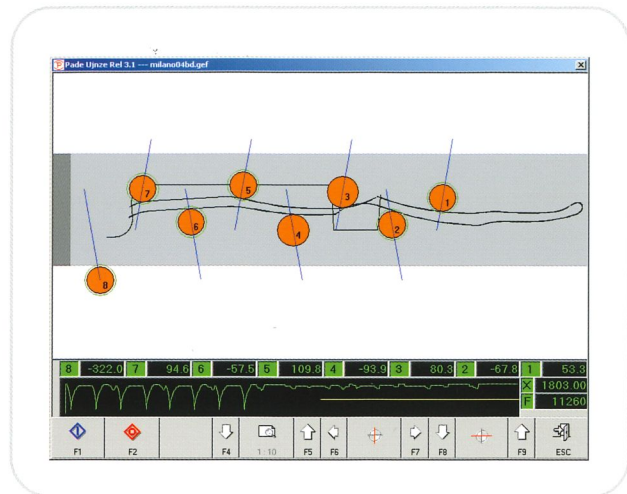 Pade Ujnze Rel 3.1 --- milano04bd.gef
7
5
3
1
6
4
2
8
8 -322.0 7 94.6 6 -57.5 5 109.8 4 -93.9 3 80.3 2 -67.8 1 53.3
X 1803.00
F 11260
1:10
F1 F2 F4 F5 F6 F7 F8 F9 ESC